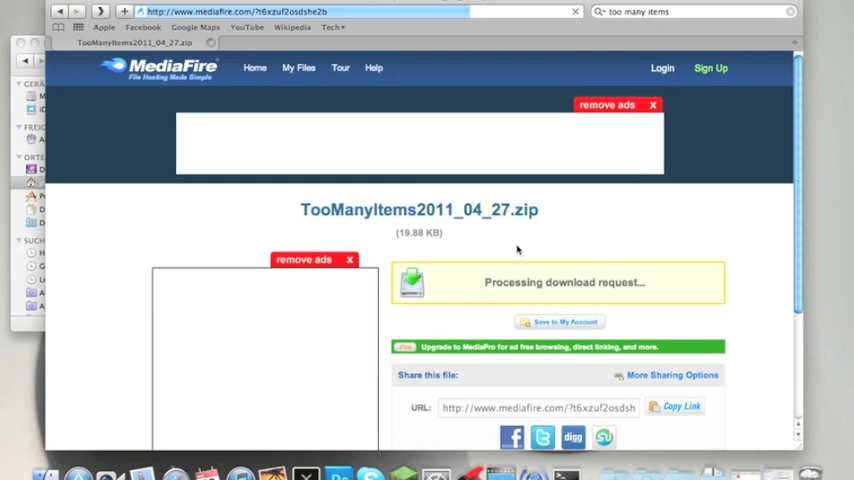 http://www.mediafire.com/?t6xzuf2osdshe2b
too many items
Apple Facebook Google Maps YouTube Wikipedia Tech
TooManyItems2011_04_27.zip
MediaFire
File Hosting Made Simple
Home My Files Tour Help Login Sign Up
remove ads x
TooManyItems2011_04_27.zip
(19.88 KB)
remove ads x
Processing download request...
Save to My Account
Pro Upgrade to MediaPro for ad free browsing, direct linking, and more.
Share this file: More Sharing Options
URL: http://www.mediafire.com/?t6xzuf2osdsh Copy Link
digg